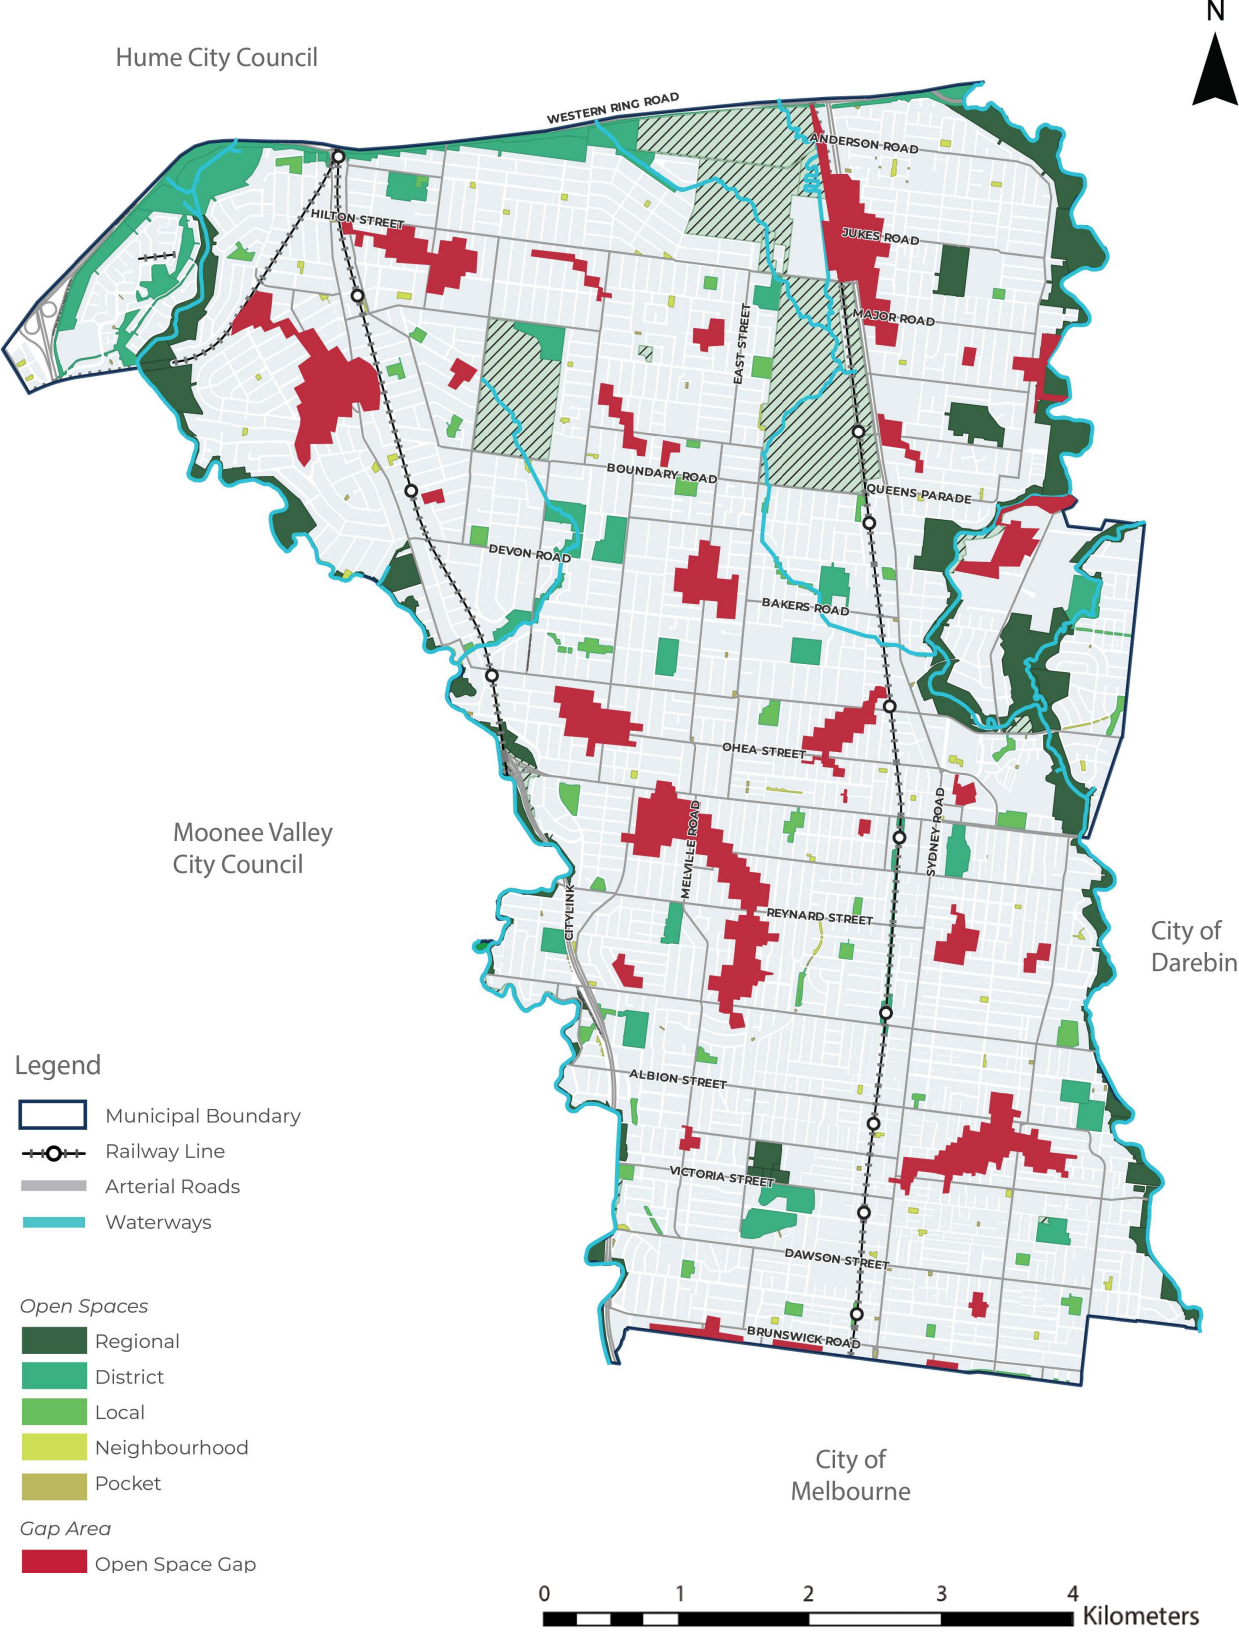 N
Hume City Council
WESTERN RING ROAD
ANDERSON ROAD
HILTON STREET
JUKES ROAD
MAJOR ROAD
EAST STREET
BOUNDARY ROAD
QUEENS PARADE
DEVON ROAD
BAKERS ROAD
OHEA STREET
Moonee Valley
City Council
MELVILLE ROAD
SYDNEY ROAD
CITYLINK
REYNARD STREET
City of
Darebin
ALBION STREET
VICTORIA STREET
DAWSON STREET
BRUNSWICK ROAD
Legend
Municipal Boundary
Railway Line
Arterial Roads
Waterways
Open Spaces
Regional
District
Local
Neighbourhood
Pocket
Gap Area
Open Space Gap
City of
Melbourne
0 1 2 3 4
Kilometers